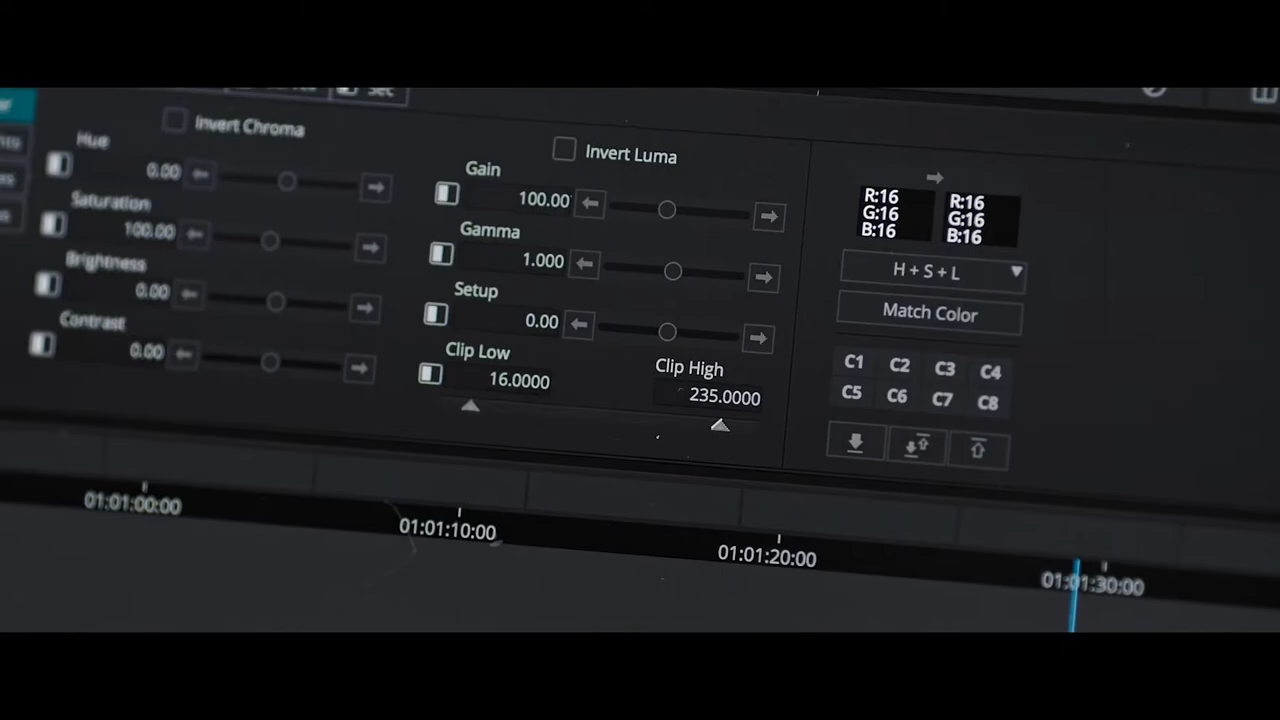 Invert Chroma
Hue
0.00
Saturation
100.00
Brightness
0.00
Contrast
0.00
Invert Luma
Gain
100.00
Gamma
1.000
Setup
0.00
Clip Low
16.0000
Clip High
235.0000
R:16
G:16
B:16
R:16
G:16
B:16
H + S + L
Match Color
C1 C2 C3 C4
C5 C6 C7 C8
01:01:00:00
01:01:10:00
01:01:20:00
01:01:30:00